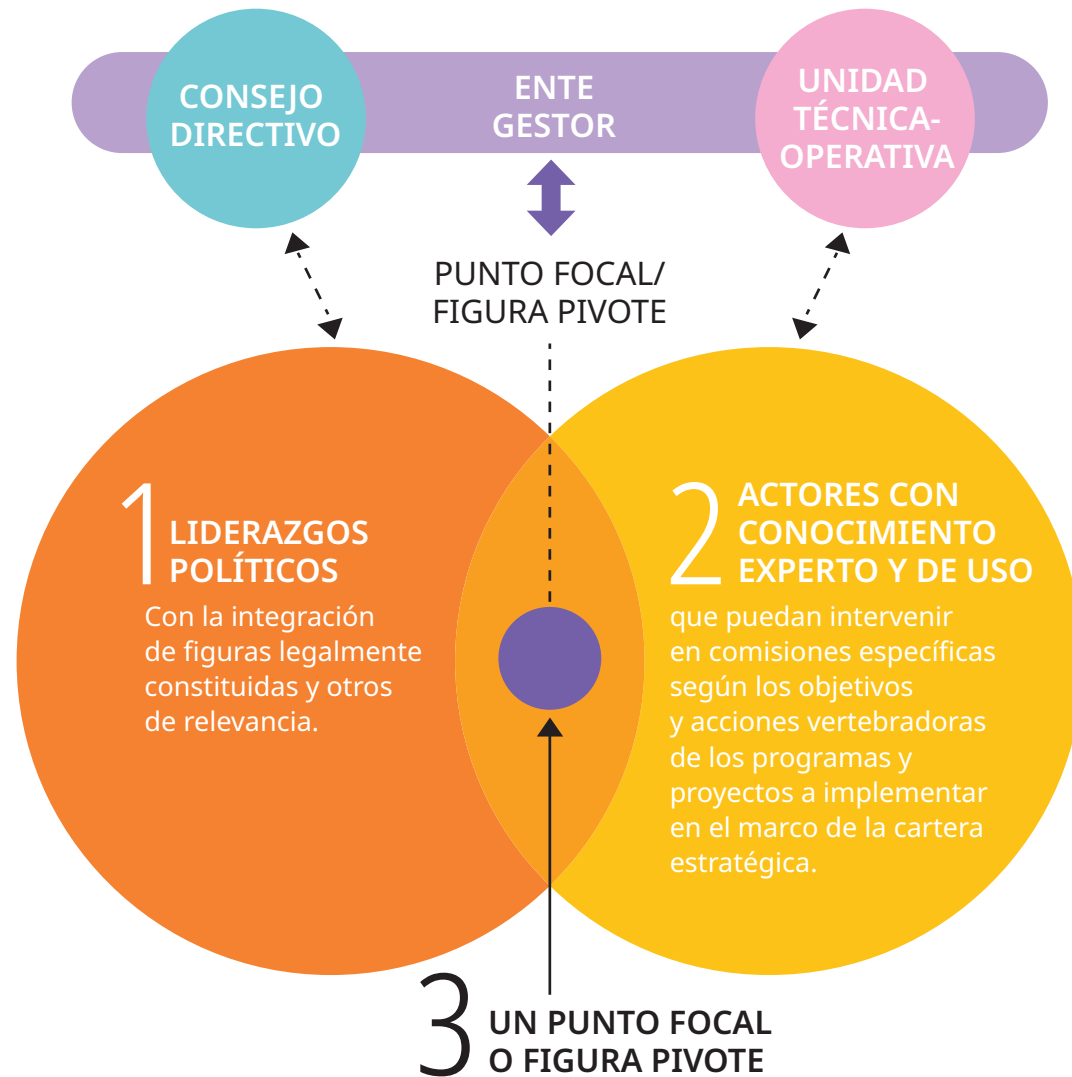 CONSEJO
DIRECTIVO
ENTE
GESTOR
UNIDAD
TÉCNICA-
OPERATIVA
PUNTO FOCAL/
FIGURA PIVOTE
1
LIDERAZGOS
POLÍTICOS
Con la integración
de figuras legalmente
constituidas y otros
de relevancia.
2
ACTORES CON
CONOCIMIENTO
EXPERTO Y DE USO
que puedan intervenir
en comisiones específicas
según los objetivos
y acciones vertebradoras
de los programas y
proyectos a implementar
en el marco de la cartera
estratégica.
3
UN PUNTO FOCAL
O FIGURA PIVOTE